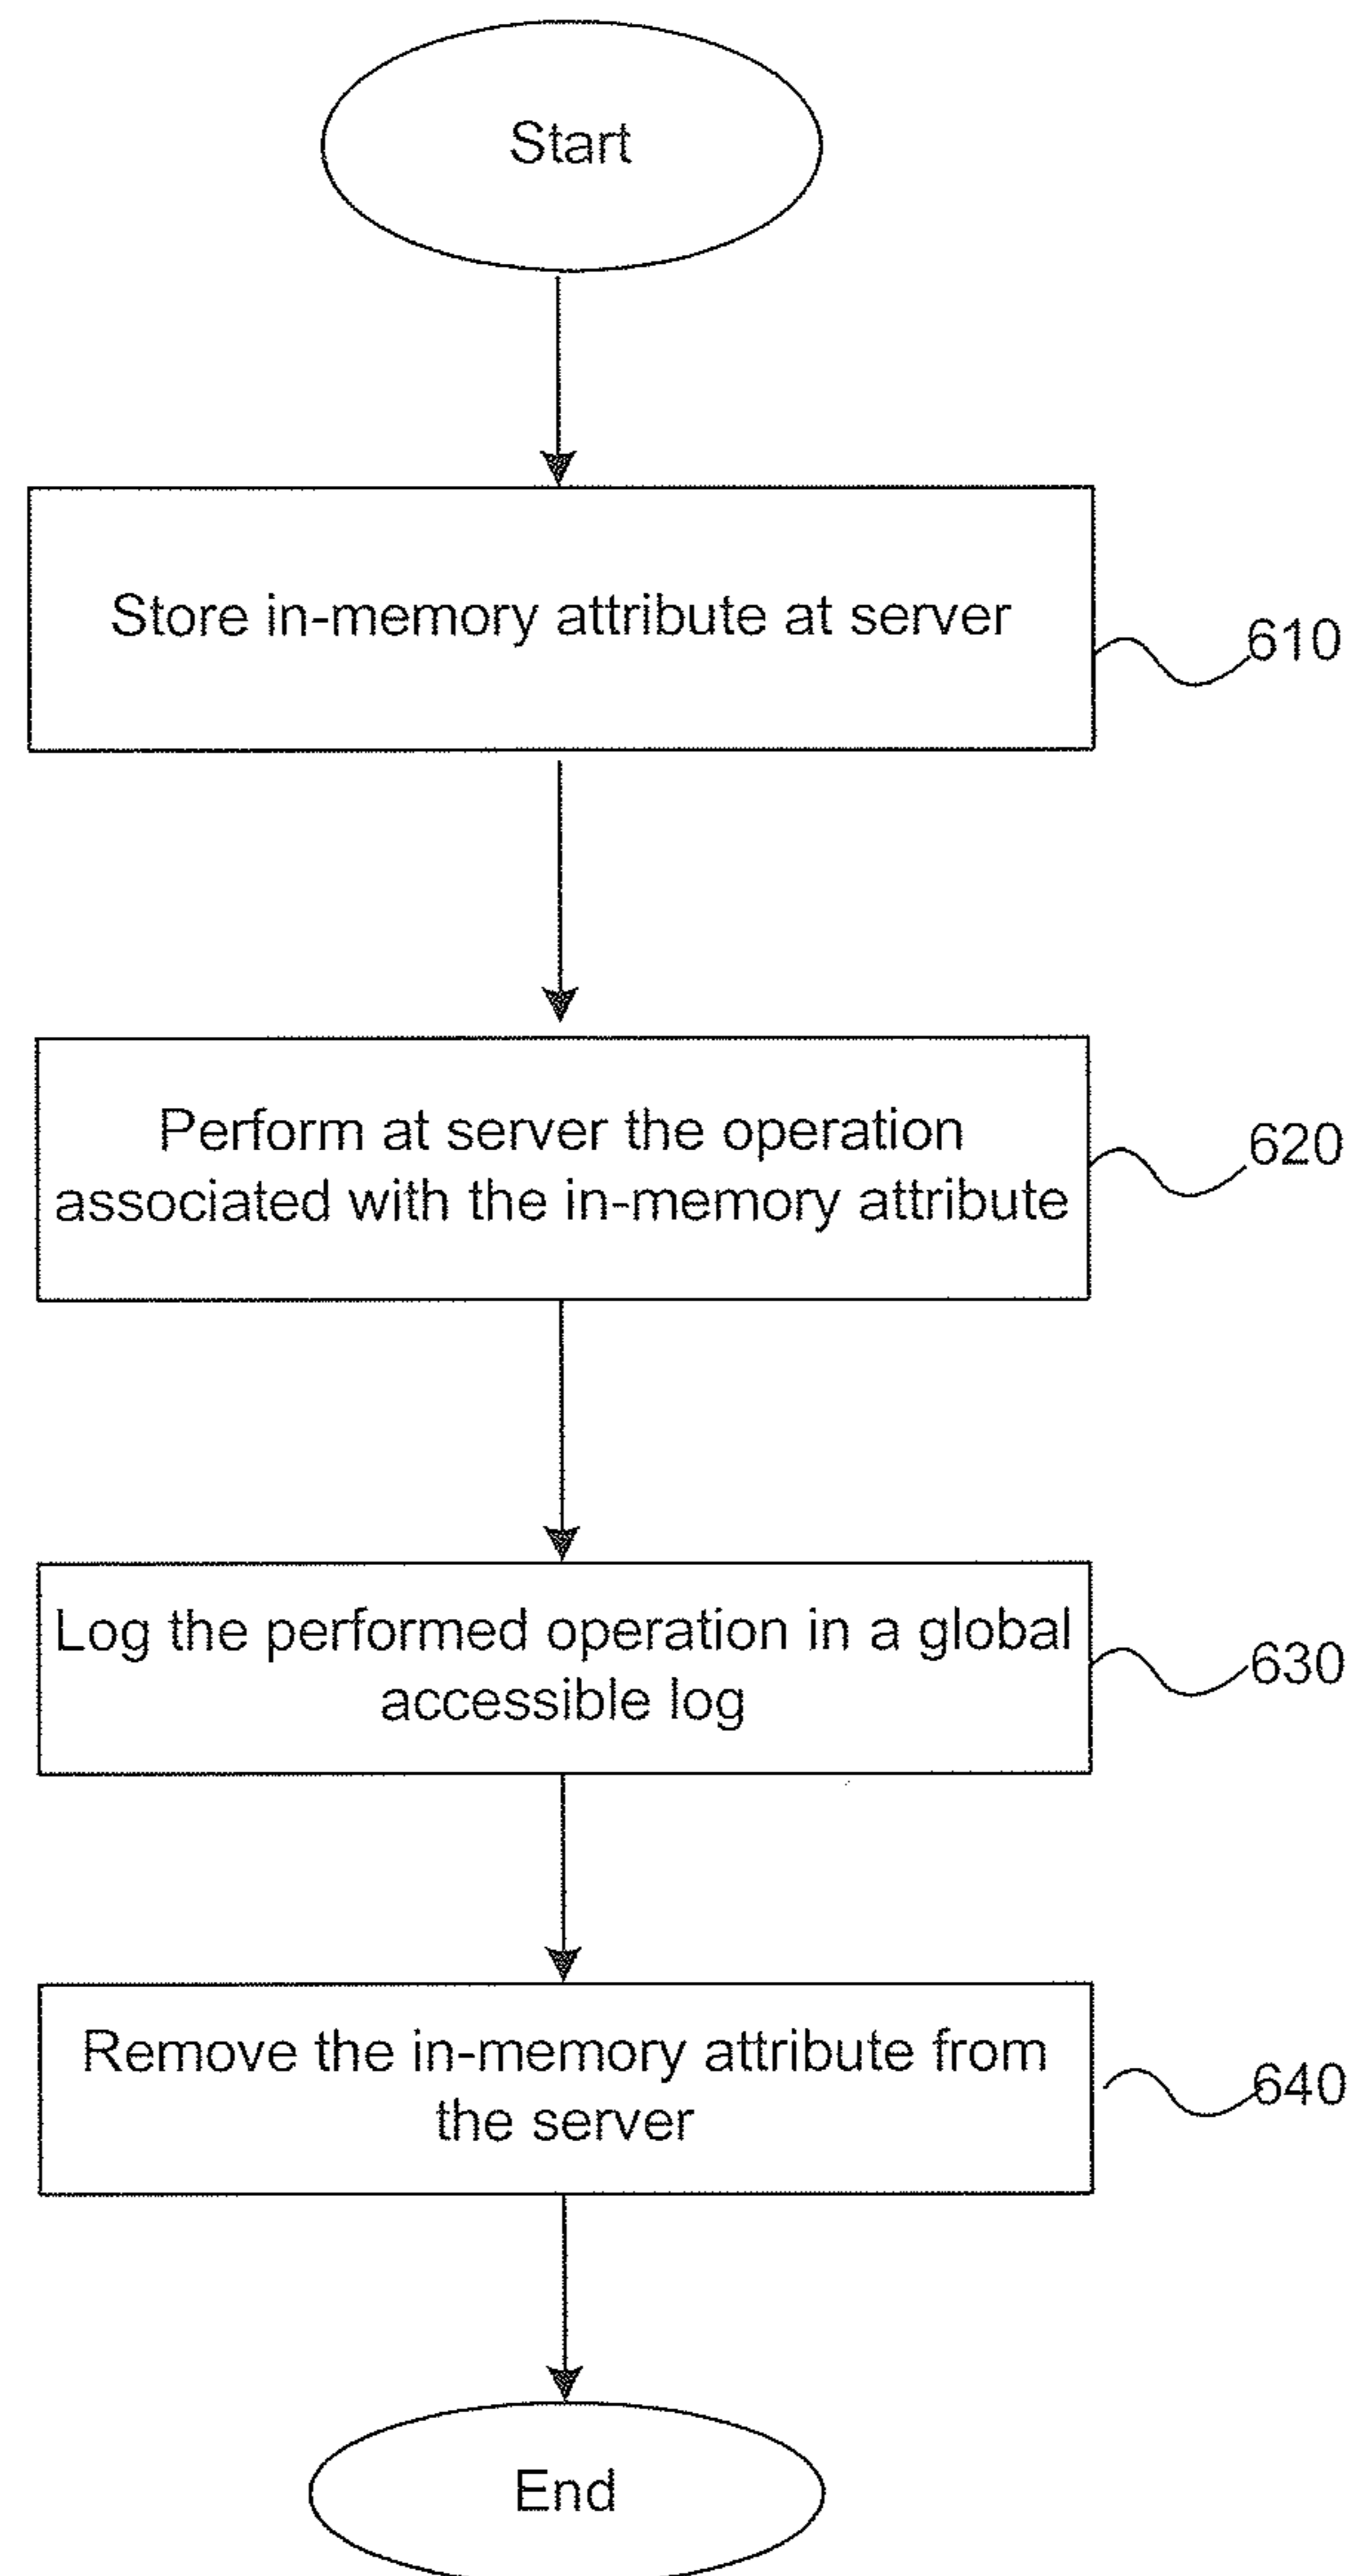 Start
Store in-memory attribute at server
610
Perform at server the operation
associated with the in-memory attribute
620
Log the performed operation in a global
accessible log
630
Remove the in-memory attribute from
the server
640
End